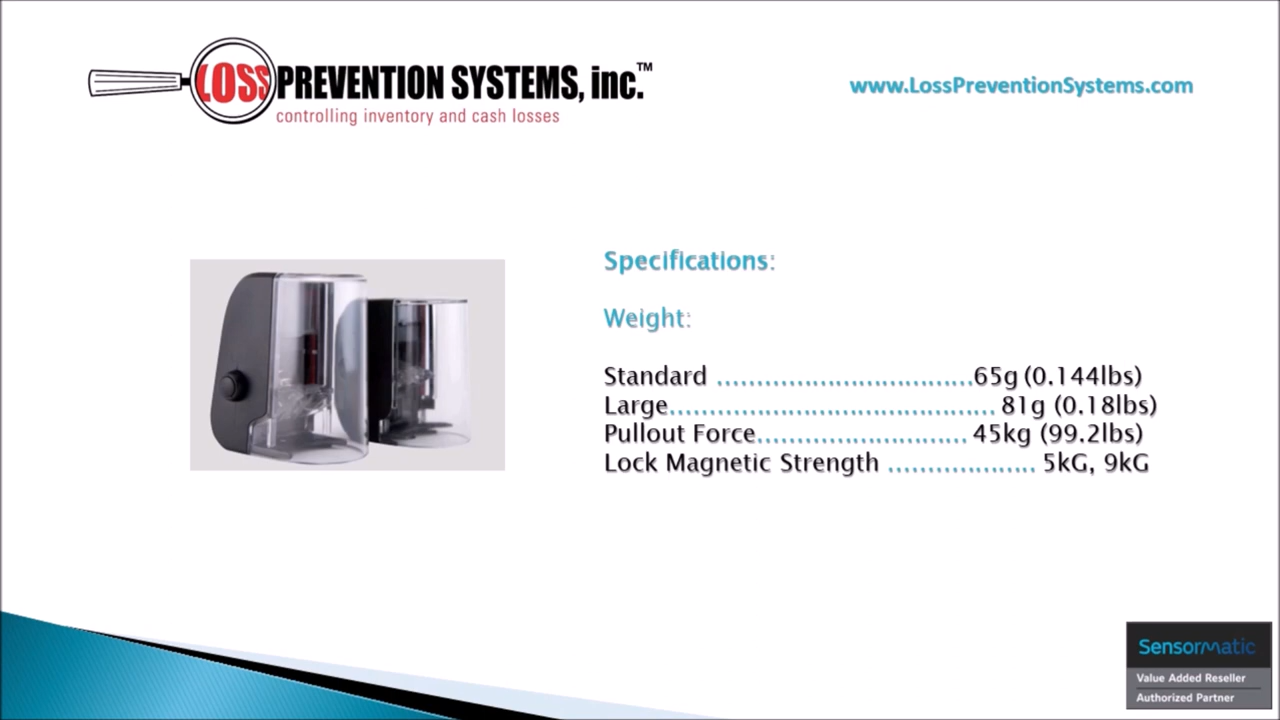 LOSS PREVENTION SYSTEMS, inc.™
controlling inventory and cash losses
www.LossPreventionSystems.com
Specifications:
Weight:
Standard ................................65g (0.144lbs)
Large......................................... 81g (0.18lbs)
Pullout Force.......................... 45kg (99.2lbs)
Lock Magnetic Strength .................. 5kG, 9kG
Sensormatic
Value Added Reseller
Authorized Partner